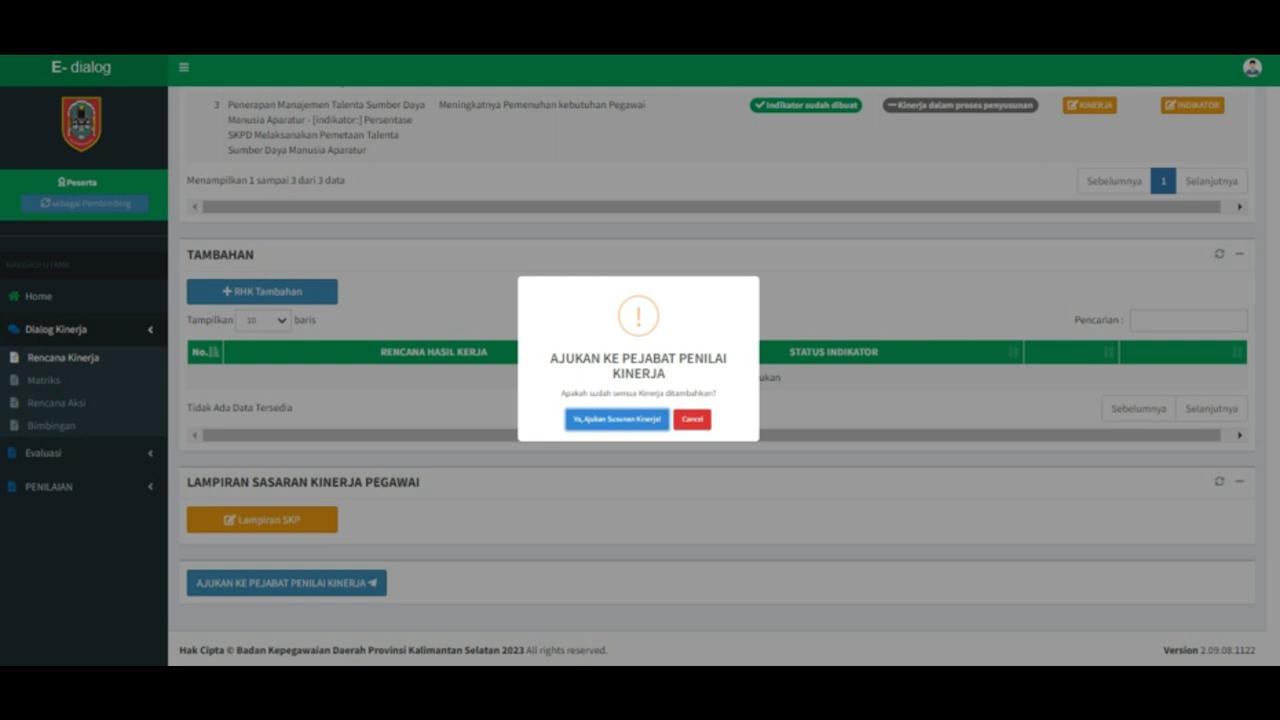 E- dialog
3 Penerapan Manajemen Talenta Sumber Daya Meningkatnya Pemenuhan kebutuhan Pegawai Indikator sudah dibuat Kinerja dalam proses penyusunan KINERJA INDIKATOR
Manusia Aparatur - [indikator:] Persentase
SKPD Melaksanakan Pemetaan Talenta
Sumber Daya Manusia Aparatur
Peserta
sebagai Pembimbing
Menampilkan 1 sampai 3 dari 3 data
Sebelumnya 1 Selanjutnya
NAVIGASI UTAMA
Home
Dialog Kinerja
Rencana Kinerja
Matriks
Rencana Aksi
Bimbingan
Evaluasi
PENILAIAN
TAMBAHAN
+ RHK Tambahan
Tampilkan 10 baris
Pencarian :
No. RENCANA HASIL KERJA STATUS INDIKATOR
ukan
Tidak Ada Data Tersedia
Sebelumnya Selanjutnya
AJUKAN KE PEJABAT PENILAI
KINERJA
Apakah sudah semua Kinerja ditambahkan?
Ya, Ajukan Sasaran Kinerja! Cancel
LAMPIRAN SASARAN KINERJA PEGAWAI
Lampiran SKP
AJUKAN KE PEJABAT PENILAI KINERJA
Hak Cipta © Badan Kepegawaian Daerah Provinsi Kalimantan Selatan 2023 All rights reserved.
Version 2.09.08.1122